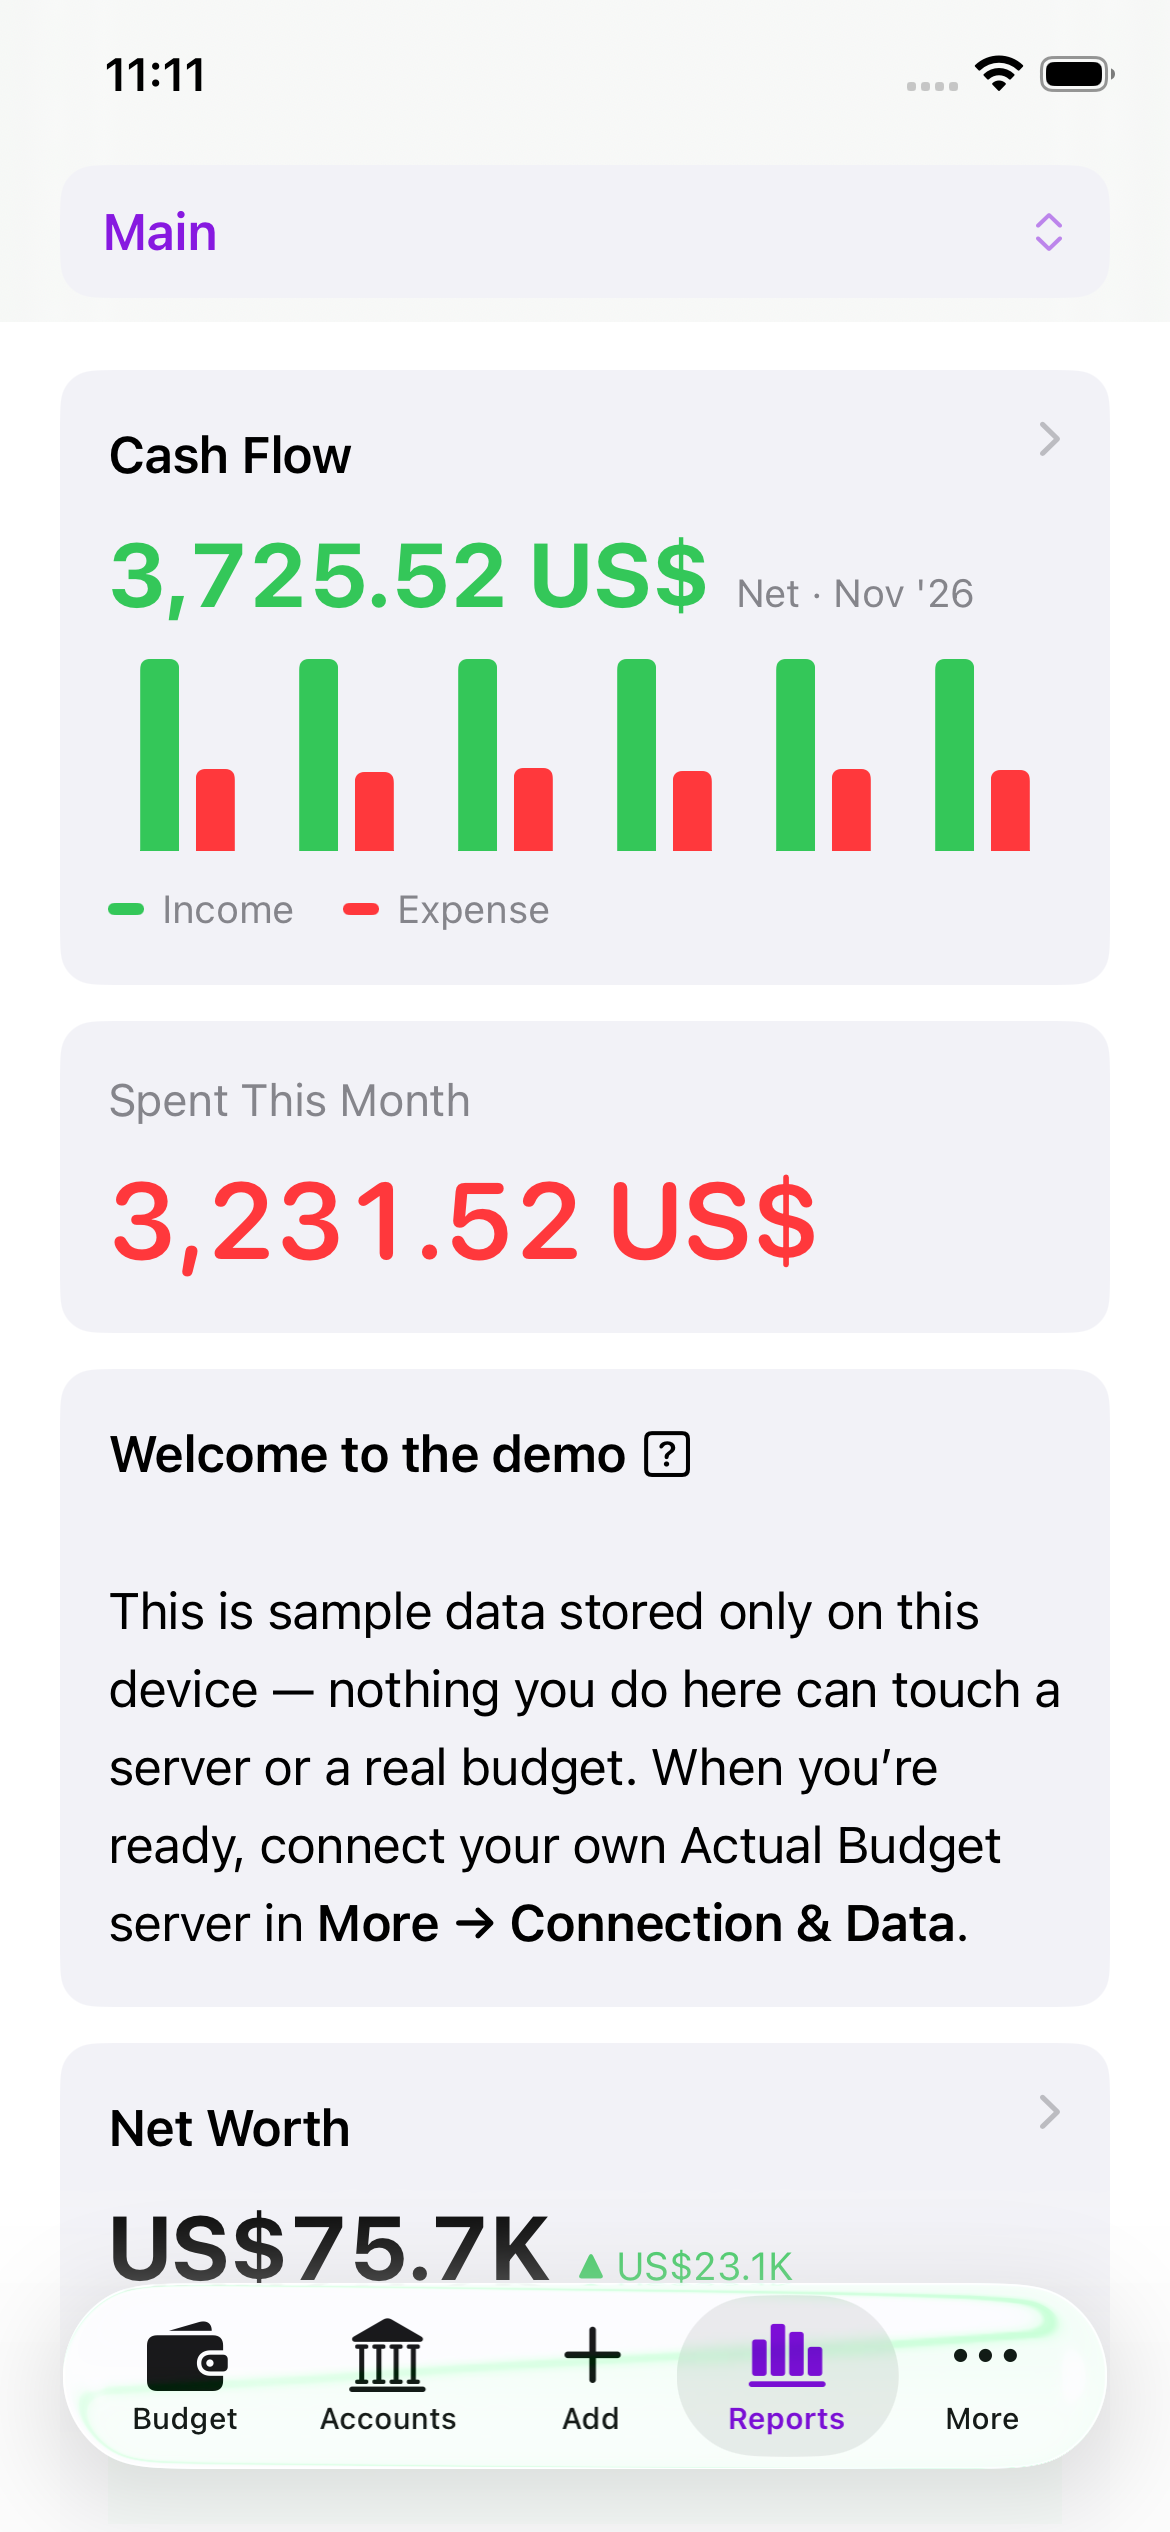 11:11
Main
Cash Flow
3,725.52 US$ Net · Nov '26
Income Expense
Spent This Month
3,231.52 US$
Welcome to the demo ?
This is sample data stored only on this
device — nothing you do here can touch a
server or a real budget. When you’re
ready, connect your own Actual Budget
server in More → Connection & Data.
Net Worth
US$75.7K ▲ US$23.1K
Budget Accounts Add Reports More